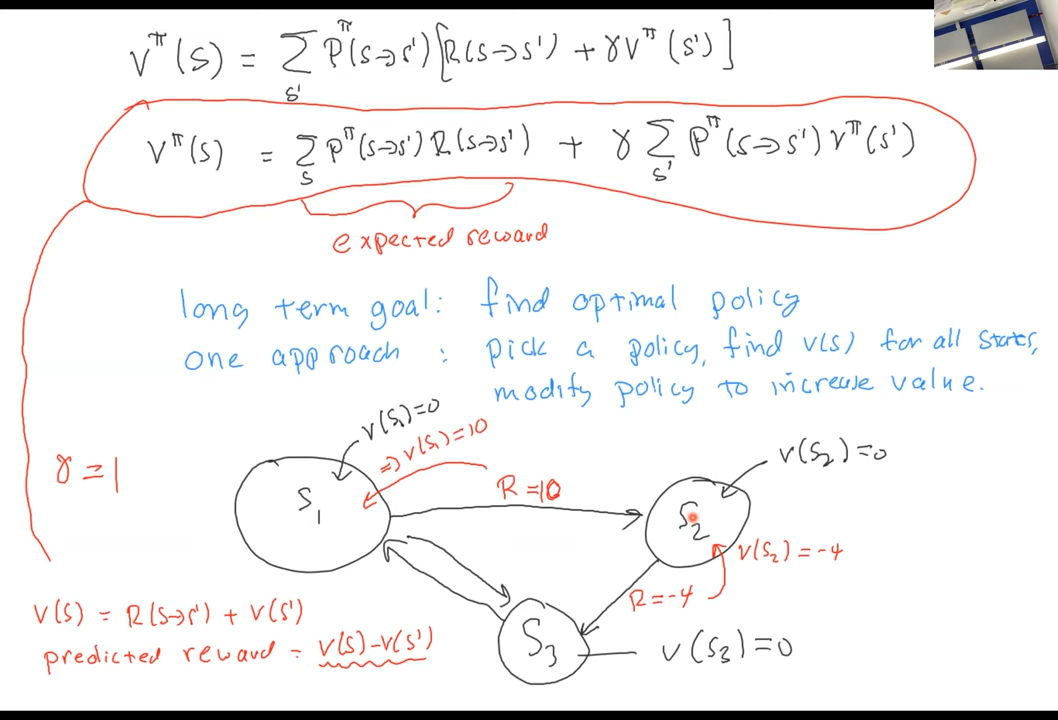 V^π(s) = Σ_{s'} P^π(s→s')[R(s→s') + γV^π(s')]
V^π(s) = Σ_s P^π(s→s') R(s→s') + γ Σ_{s'} P^π(s→s') V^π(s')
expected reward
long term goal: find optimal policy
one approach : pick a policy, find v(s) for all states,
modify policy to increase value.
V(S₁)=0
⇒ V(S₁)=10
γ = 1
S₁
R=10
V(S₂)=0
S₂
V(S₂) = -4
R=-4
V(s) = R(s→s') + V(s')
predicted reward = V(s)-V(s')
S₃
V(S₃)=0